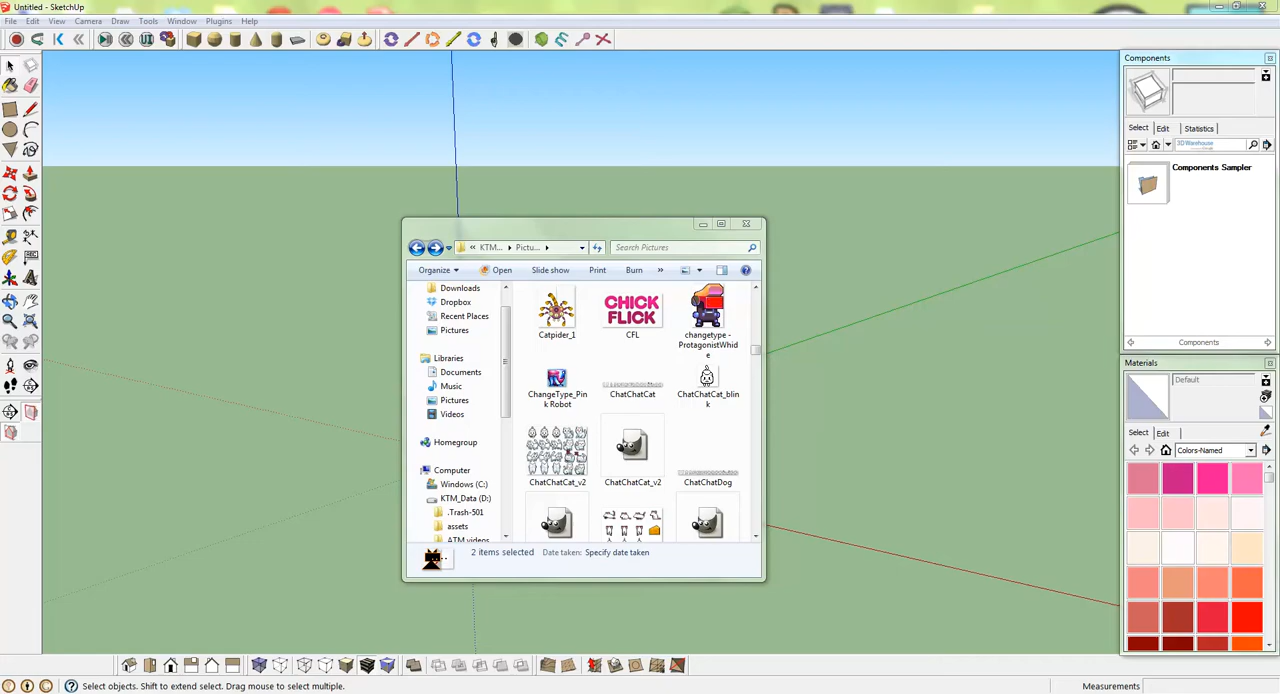 Untitled - SketchUp
File Edit View Camera Draw Tools Window Plugins Help
Components
Select Edit Statistics
3D Warehouse
Components Sampler
Components
Materials
Default
Select Edit
Colors-Named
« KTM... Pictu...
Search Pictures
Organize Open Slide show Print Burn »
Downloads
Dropbox
Recent Places
Pictures
Libraries
Documents
Music
Pictures
Videos
Homegroup
Computer
Windows (C:)
KTM_Data (D:)
.Trash-501
assets
ATM videos
CHICK
FLICK
Catpider_1
CFL
changetype -
ProtagonistWhide
ChangeType_Pink Robot
ChatChatCat
ChatChatCat_blink
ChatChatCat_v2
ChatChatCat_v2
ChatChatDog
2 items selected Date taken: Specify date taken
Select objects. Shift to extend select. Drag mouse to select multiple.
Measurements